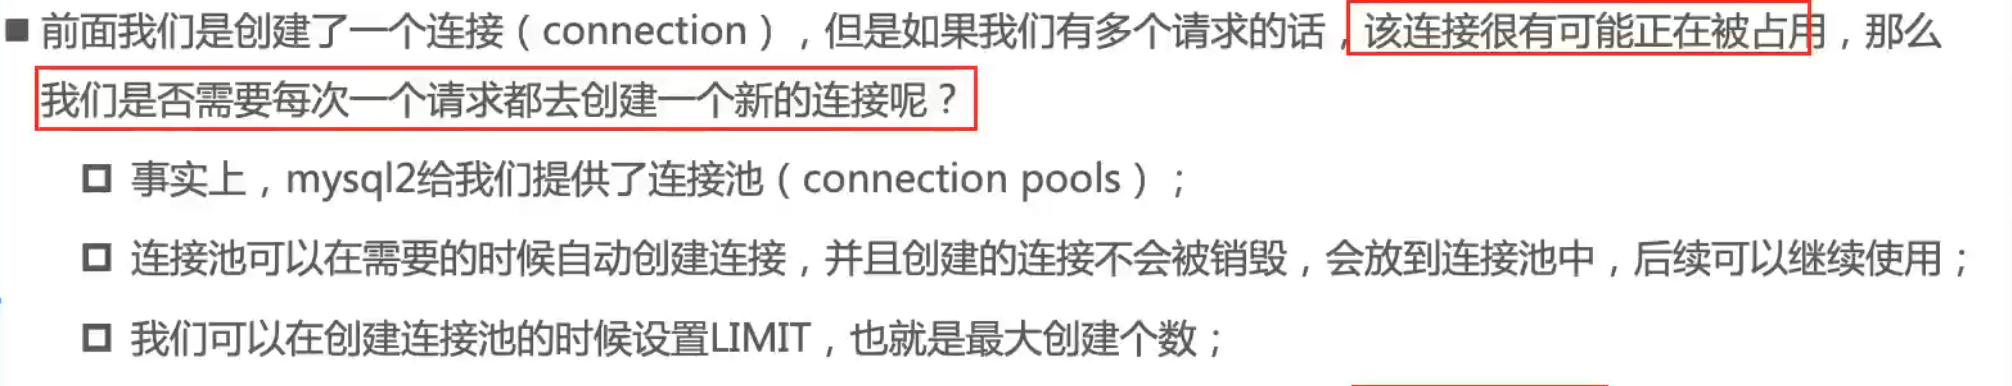 前面我们是创建了一个连接（connection），但是如果我们有多个请求的话，该连接很有可能正在被占用，那么
我们是否需要每次一个请求都去创建一个新的连接呢？
事实上，mysql2给我们提供了连接池（connection pools）；
连接池可以在需要的时候自动创建连接，并且创建的连接不会被销毁，会放到连接池中，后续可以继续使用；
我们可以在创建连接池的时候设置LIMIT，也就是最大创建个数；